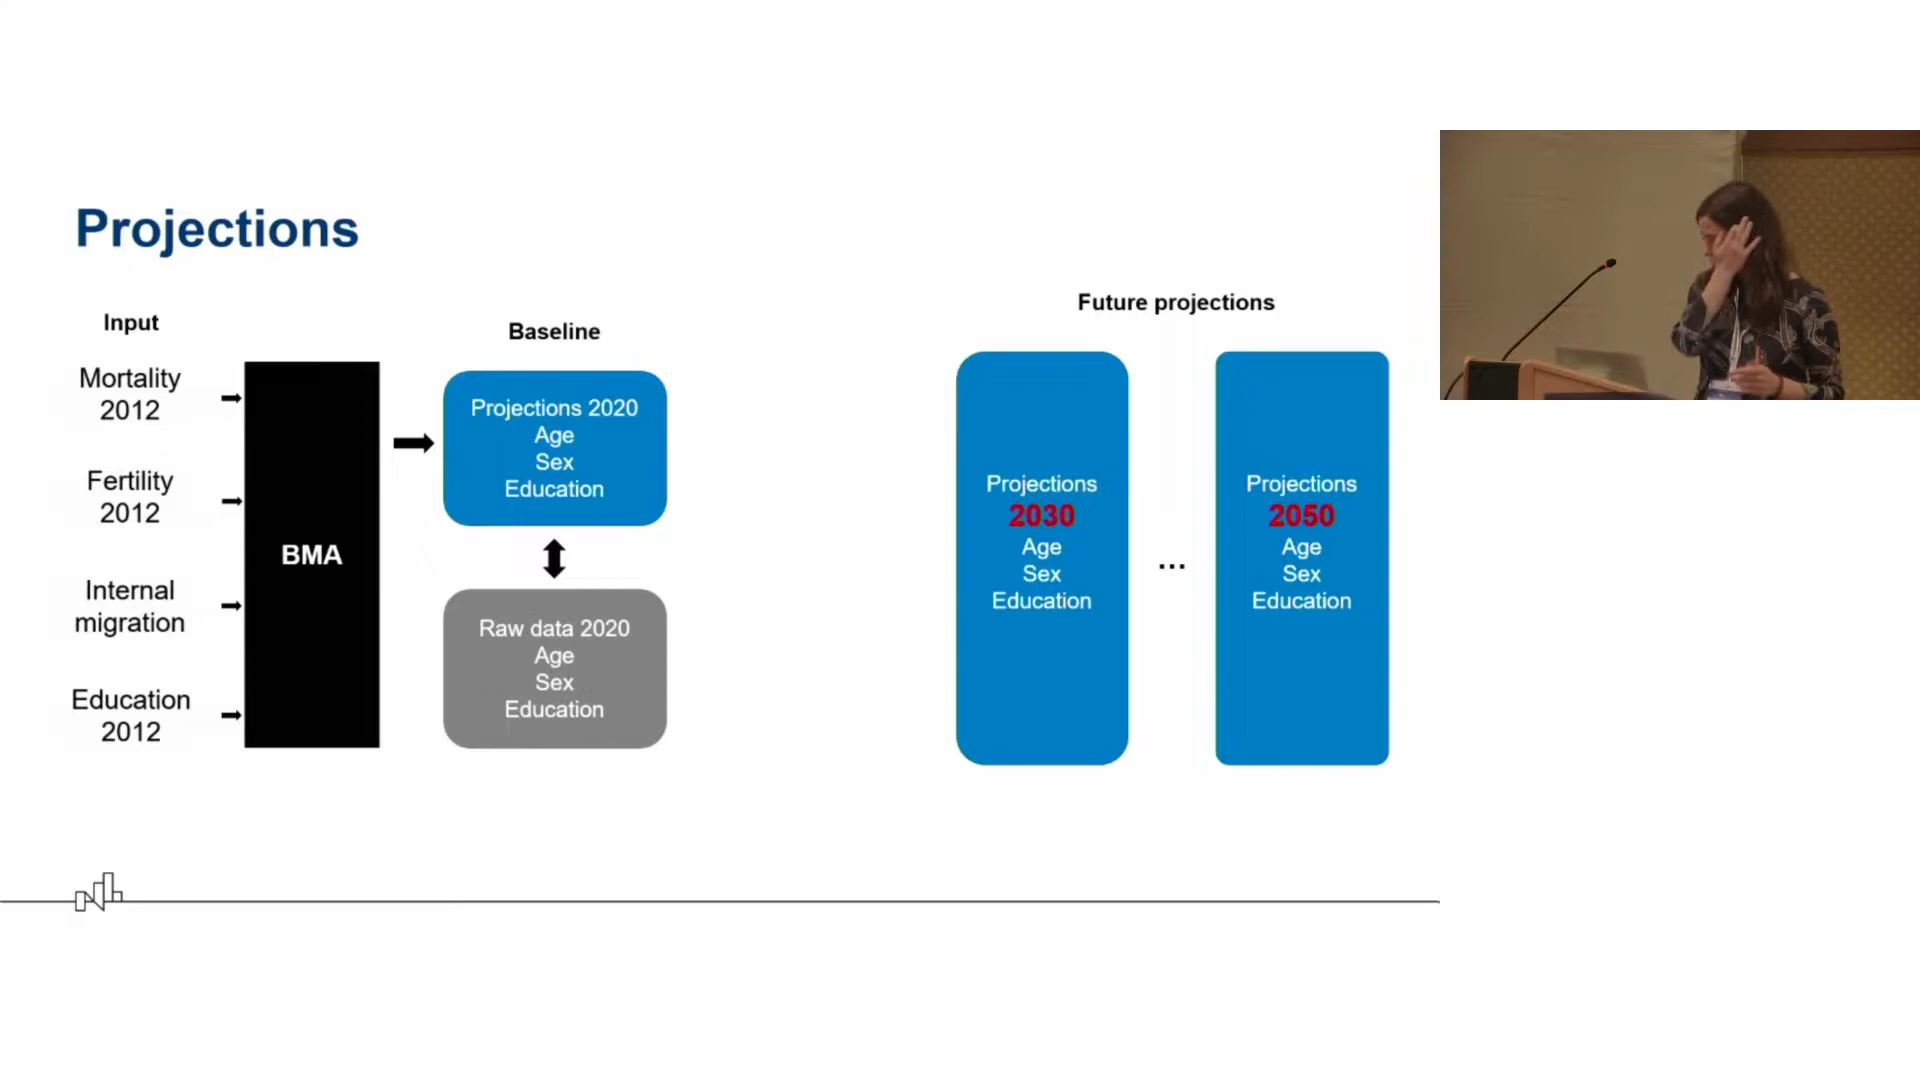 Projections
Input
Mortality
2012
Fertility
2012
Internal
migration
Education
2012
BMA
Baseline
Projections 2020
Age
Sex
Education
Raw data 2020
Age
Sex
Education
Future projections
Projections
2030
Age
Sex
Education
...
Projections
2050
Age
Sex
Education